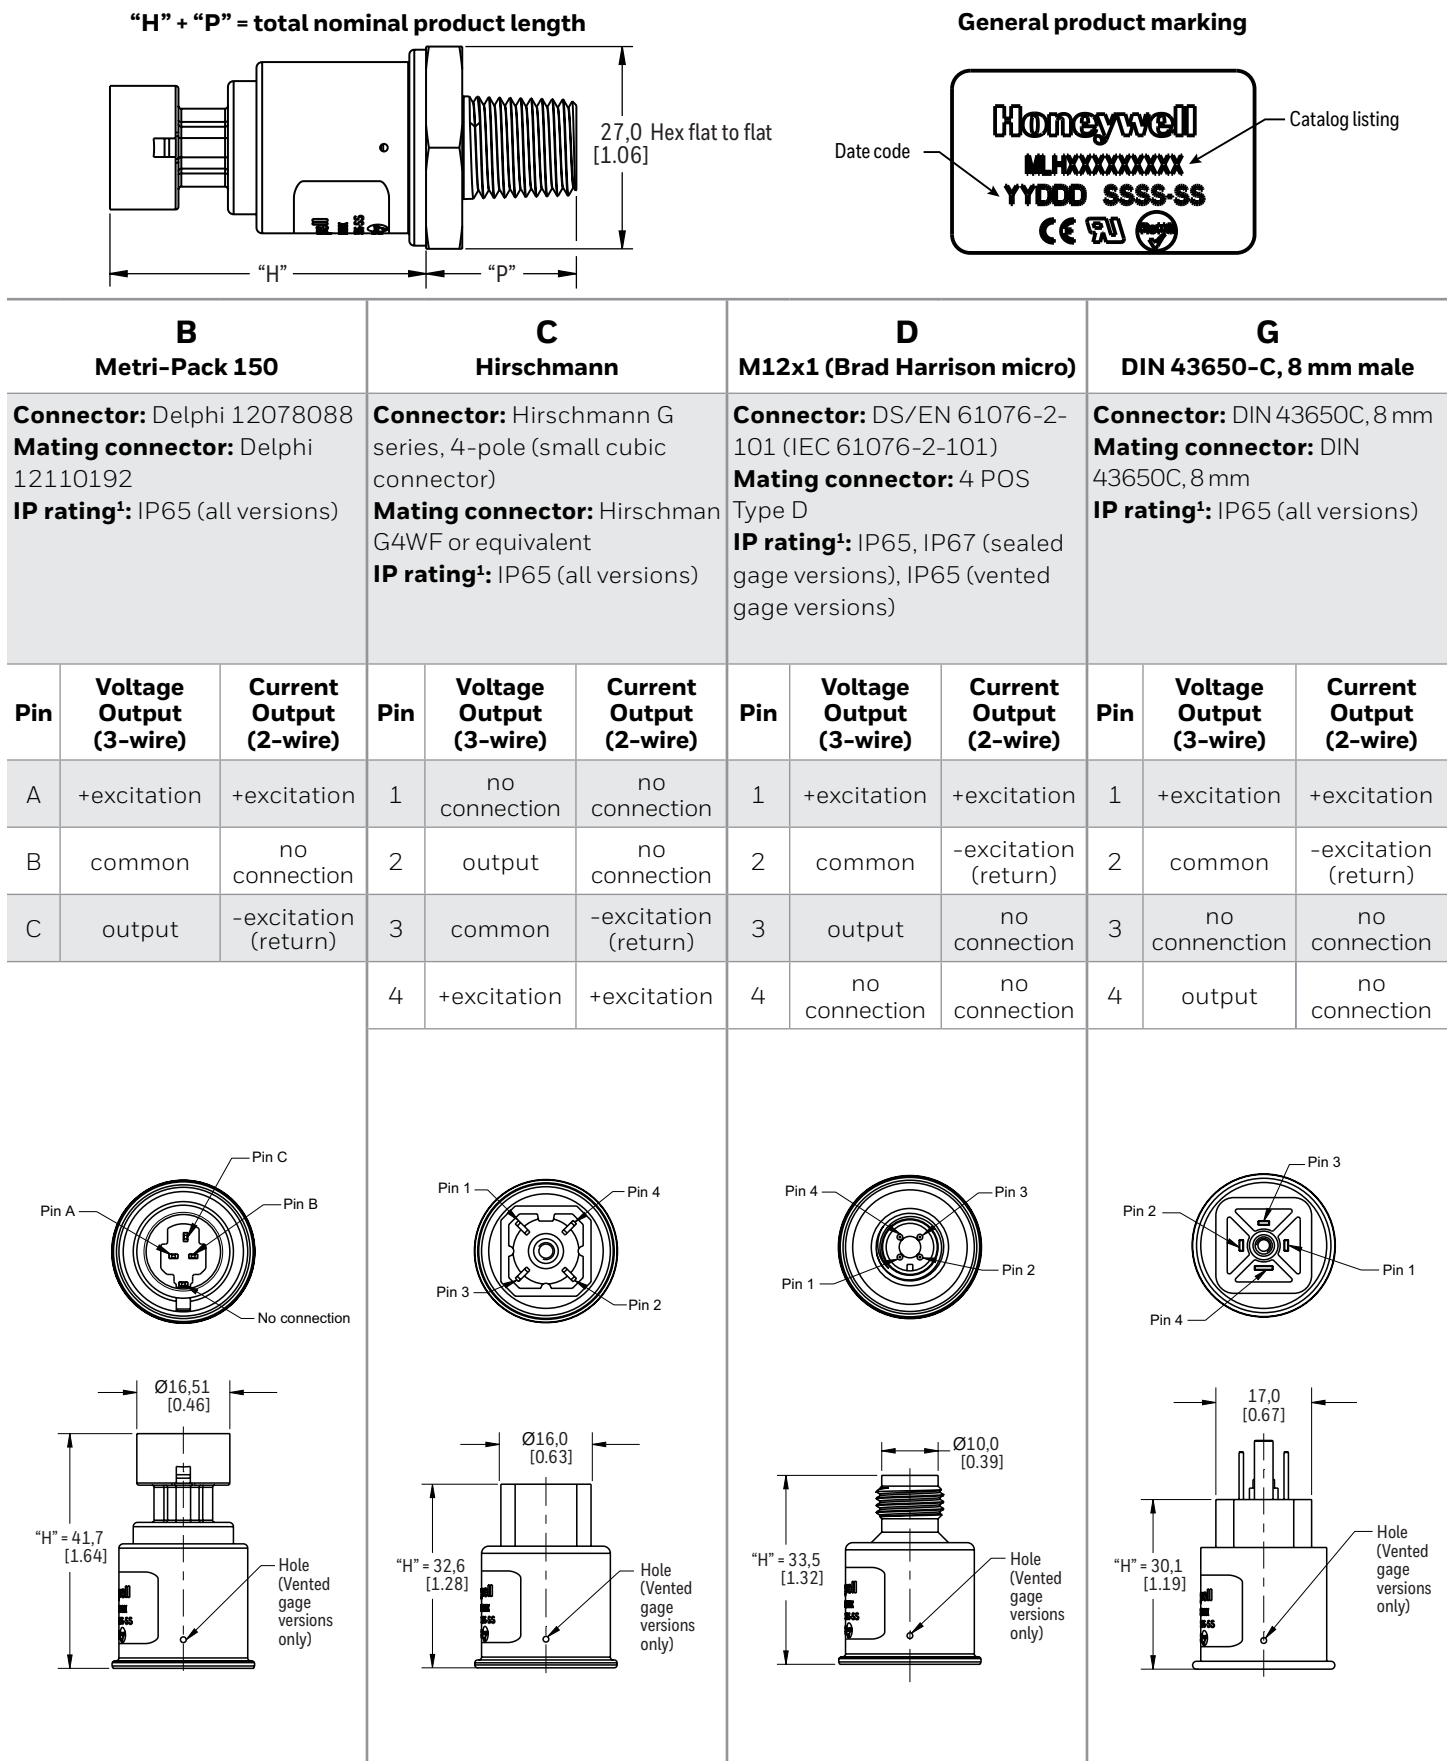 “H” + “P” = total nominal product length
27,0 Hex flat to flat
[1.06]
“H”
“P”
General product marking
Honeywell
MLHXXXXXXXXX
YYDDD SSSS-SS
CE
RoHS
Date code
Catalog listing
B
Metri-Pack 150
Connector: Delphi 12078088
Mating connector: Delphi
12110192
IP rating¹: IP65 (all versions)
C
Hirschmann
Connector: Hirschmann G
series, 4-pole (small cubic
connector)
Mating connector: Hirschman
G4WF or equivalent
IP rating¹: IP65 (all versions)
D
M12x1 (Brad Harrison micro)
Connector: DS/EN 61076-2-
101 (IEC 61076-2-101)
Mating connector: 4 POS
Type D
IP rating¹: IP65, IP67 (sealed
gage versions), IP65 (vented
gage versions)
G
DIN 43650-C, 8 mm male
Connector: DIN 43650C, 8 mm
Mating connector: DIN
43650C, 8 mm
IP rating¹: IP65 (all versions)
Pin
Voltage
Output
(3-wire)
Current
Output
(2-wire)
A +excitation +excitation
B common no connection
C output -excitation (return)
Pin
Voltage
Output
(3-wire)
Current
Output
(2-wire)
1 no connection no connection
2 output no connection
3 common -excitation (return)
4 +excitation +excitation
Pin
Voltage
Output
(3-wire)
Current
Output
(2-wire)
1 +excitation +excitation
2 common -excitation (return)
3 output no connection
4 no connection no connection
Pin
Voltage
Output
(3-wire)
Current
Output
(2-wire)
1 +excitation +excitation
2 common -excitation (return)
3 no connenction no connection
4 output no connection
Pin C
Pin A
Pin B
No connection
Ø16,51
[0.46]
“H” = 41,7
[1.64]
Hole
(Vented
gage
versions
only)
Pin 1
Pin 4
Pin 3
Pin 2
Ø16,0
[0.63]
“H” = 32,6
[1.28]
Hole
(Vented
gage
versions
only)
Pin 4
Pin 3
Pin 1
Pin 2
Ø10,0
[0.39]
“H” = 33,5
[1.32]
Hole
(Vented
gage
versions
only)
Pin 3
Pin 2
Pin 1
Pin 4
17,0
[0.67]
“H” = 30,1
[1.19]
Hole
(Vented
gage
versions
only)